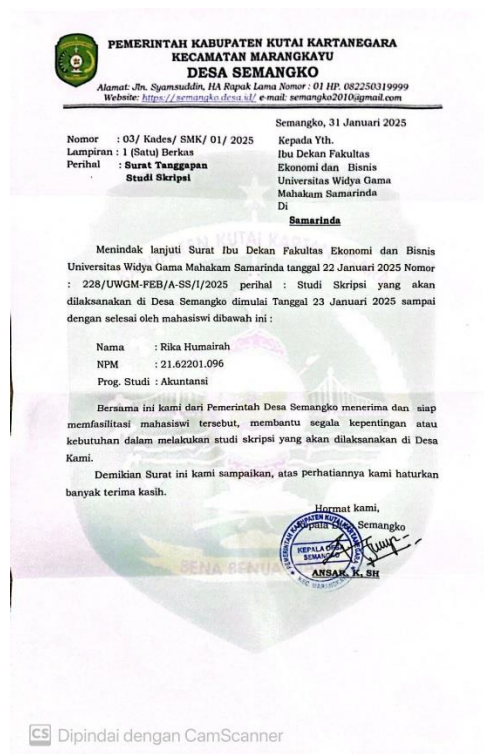 PEMERINTAH KABUPATEN KUTAI KARTANEGARA
KECAMATAN MARANGKAYU
DESA SEMANGKO
Alamat: Jln. Syamsuddin, HA Rapak Lama Nomor : 01 HP. 082250319999
Website: https://semangko.desa.id/ e-mail: semangko2010@gmail.com
Semangko, 31 Januari 2025
Nomor : 03/ Kades/ SMK/ 01/ 2025
Lampiran : 1 (Satu) Berkas
Perihal : Surat Tanggapan
Studi Skripsi
Kepada Yth.
Ibu Dekan Fakultas
Ekonomi dan Bisnis
Universitas Widya Gama
Mahakam Samarinda
Di
Samarinda
Menindak lanjuti Surat Ibu Dekan Fakultas Ekonomi dan Bisnis
Universitas Widya Gama Mahakam Samarinda tanggal 22 Januari 2025 Nomor
: 228/UWGM-FEB/A-SS/I/2025 perihal : Studi Skripsi yang akan
dilaksanakan di Desa Semangko dimulai Tanggal 23 Januari 2025 sampai
dengan selesai oleh mahasiswi dibawah ini :
Nama : Rika Humairah
NPM : 21.62201.096
Prog. Studi : Akuntansi
Bersama ini kami dari Pemerintah Desa Semangko menerima dan siap
memfasilitasi mahasiswi tersebut, membantu segala kepentingan atau
kebutuhan dalam melakukan studi skripsi yang akan dilaksanakan di Desa
Kami.
Demikian Surat ini kami sampaikan, atas perhatiannya kami haturkan
banyak terima kasih.
Hormat kami,
Kepala Desa Semangko
KEPALA DESA
SEMANGKO
ANSAR. K, SH
CS Dipindai dengan CamScanner